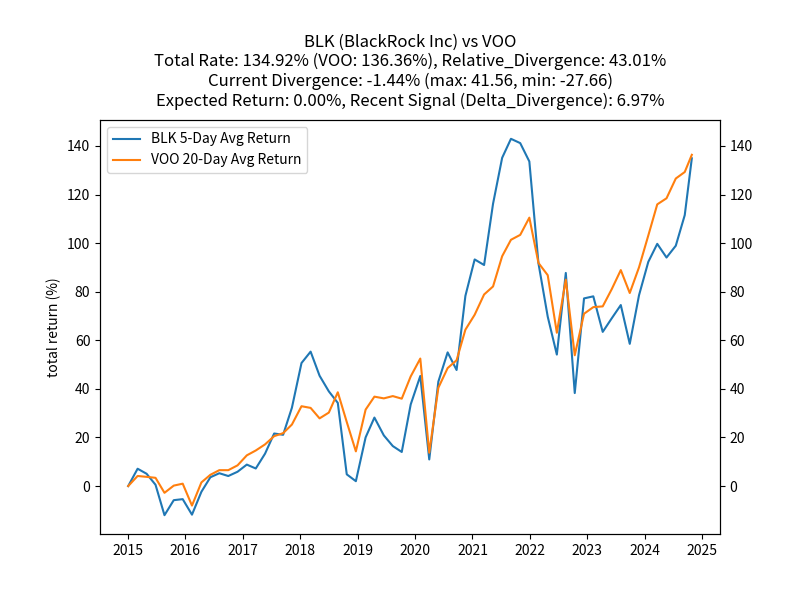 BLK (BlackRock Inc) vs VOO
Total Rate: 134.92% (VOO: 136.36%), Relative_Divergence: 43.01%
Current Divergence: -1.44% (max: 41.56, min: -27.66)
Expected Return: 0.00%, Recent Signal (Delta_Divergence): 6.97%
BLK 5-Day Avg Return
VOO 20-Day Avg Return
total return (%)
140 140
120 120
100 100
80 80
60 60
40 40
20 20
0 0
2015 2016 2017 2018 2019 2020 2021 2022 2023 2024 2025